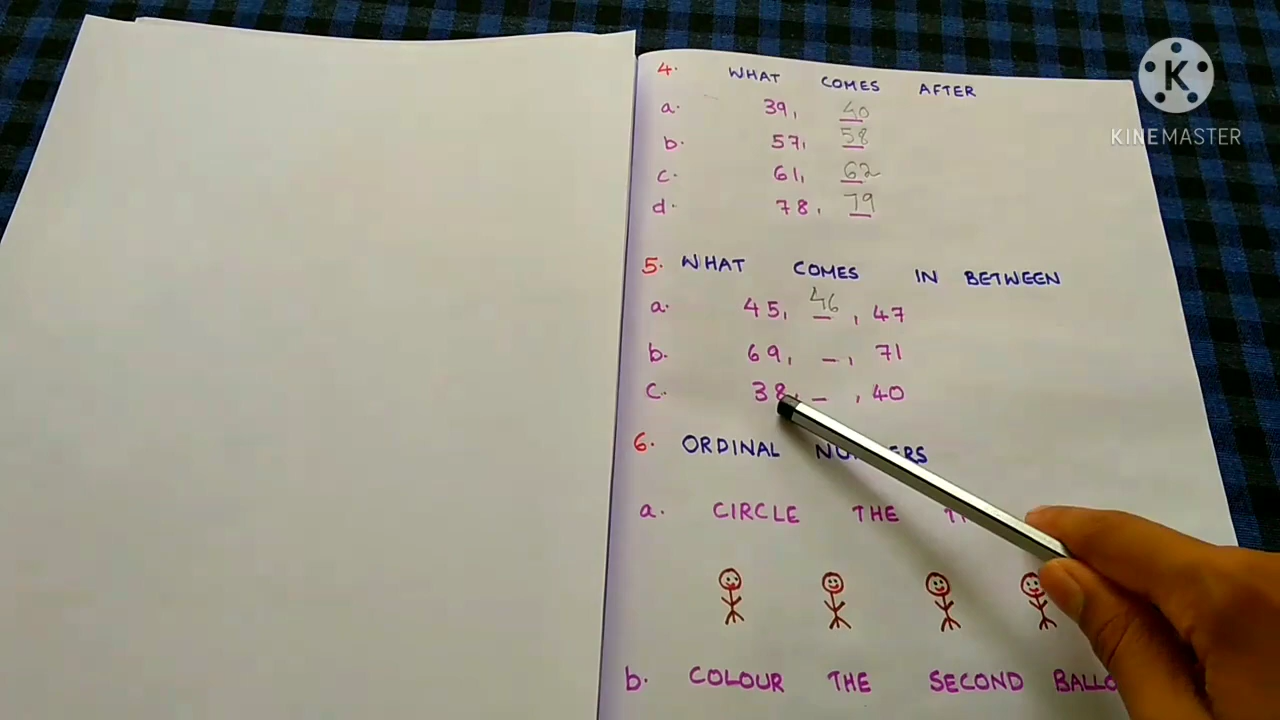 4. WHAT COMES AFTER
a. 39, 40
b. 57, 58
c. 61, 62
d. 78, 79
5. WHAT COMES IN BETWEEN
a. 45, 46, 47
b. 69, _, 71
c. 38, _, 40
6. ORDINAL NUMBERS
a. CIRCLE THE
b. COLOUR THE SECOND
K
KINEMASTER